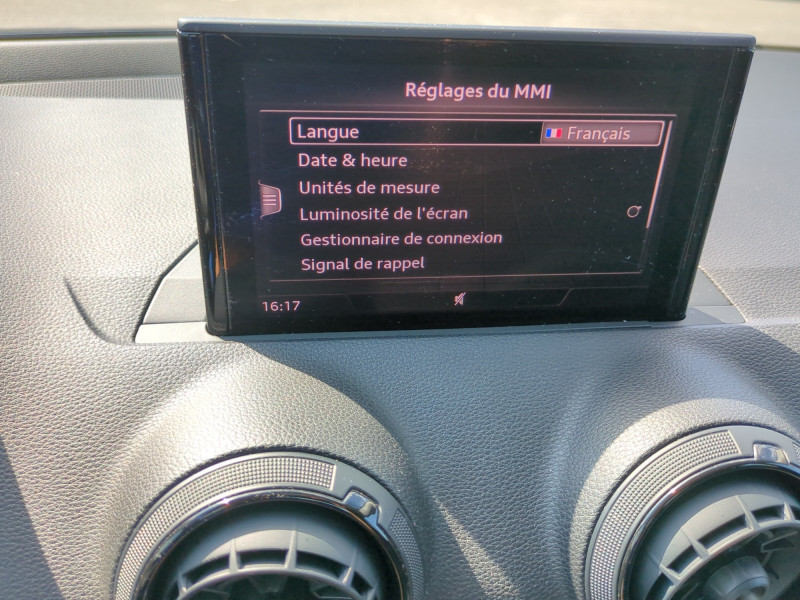 Réglages du MMI
Langue Français
Date & heure
Unités de mesure
Luminosité de l'écran
Gestionnaire de connexion
Signal de rappel
16:17